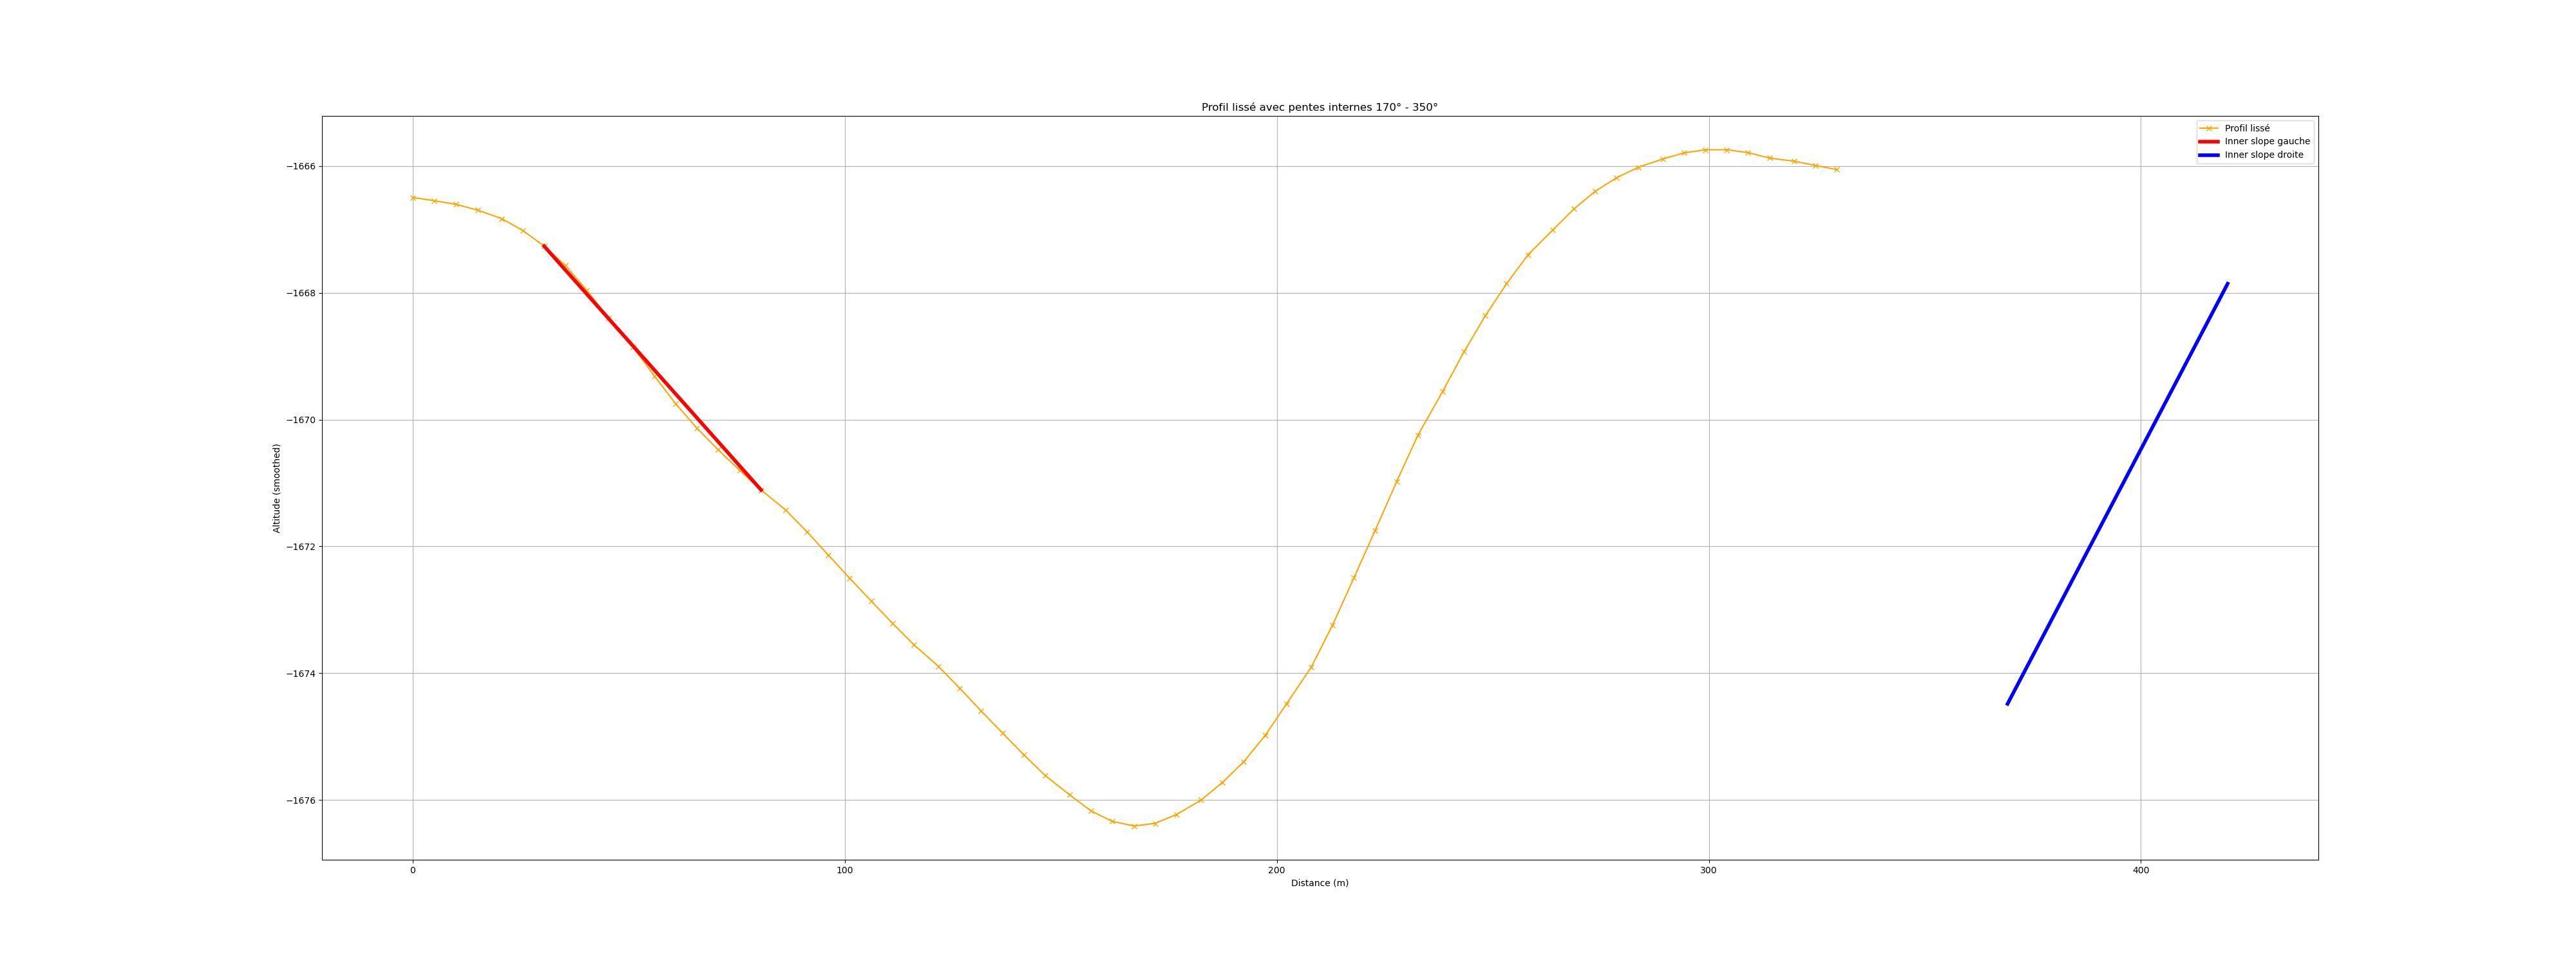 Profil lissé avec pentes internes 170° - 350°
Profil lissé
Inner slope gauche
Inner slope droite
−1666
−1668
−1670
−1672
−1674
−1676
Altitude (smoothed)
0
100
200
300
400
Distance (m)